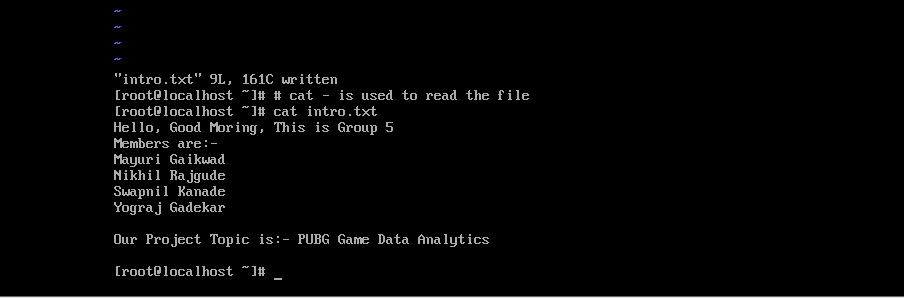 ~
~
~
~
"intro.txt" 9L, 161C written
[root@localhost ~]# # cat - is used to read the file
[root@localhost ~]# cat intro.txt
Hello, Good Moring, This is Group 5
Members are:-
Mayuri Gaikwad
Nikhil Rajgude
Swapnil Kanade
Yograj Gadekar
Our Project Topic is:- PUBG Game Data Analytics
[root@localhost ~]# _